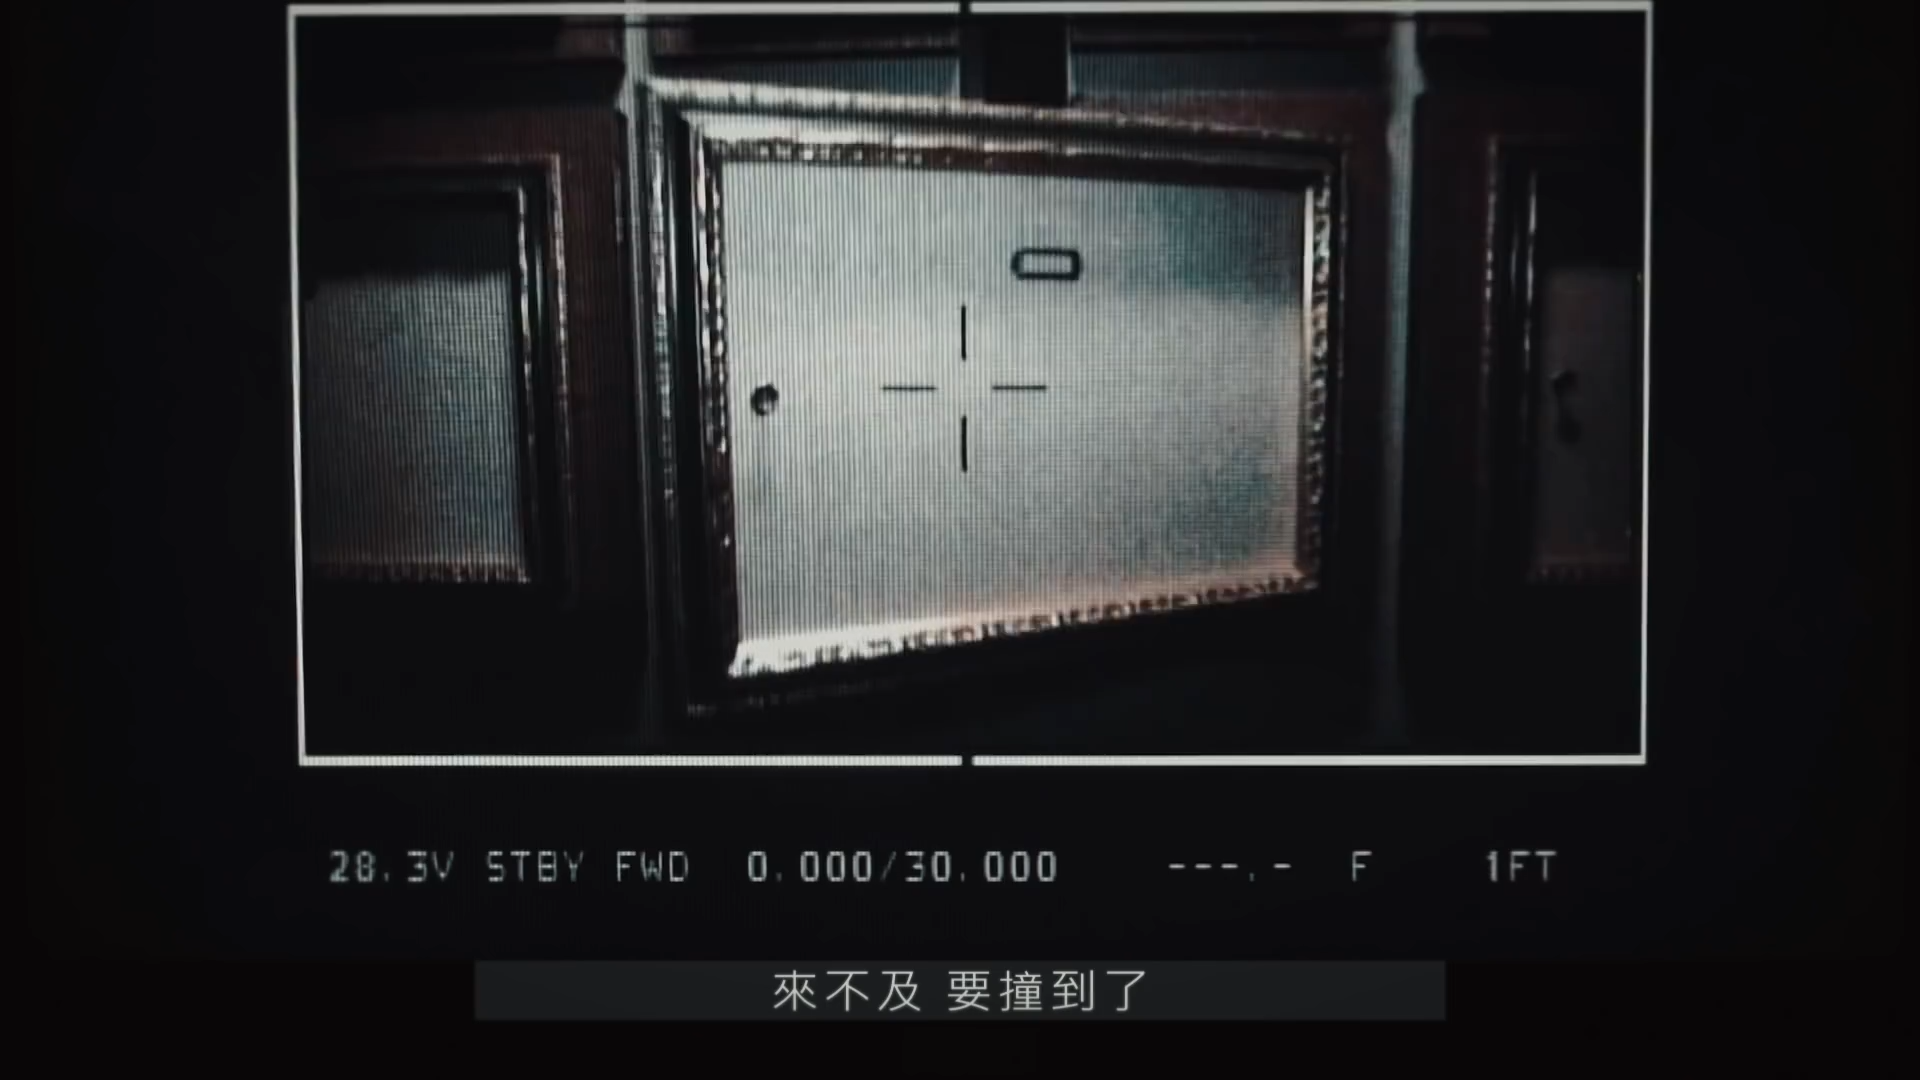 28.3V STBY FWD 0.000/30.000 ---.- F 1FT
來不及 要撞到了